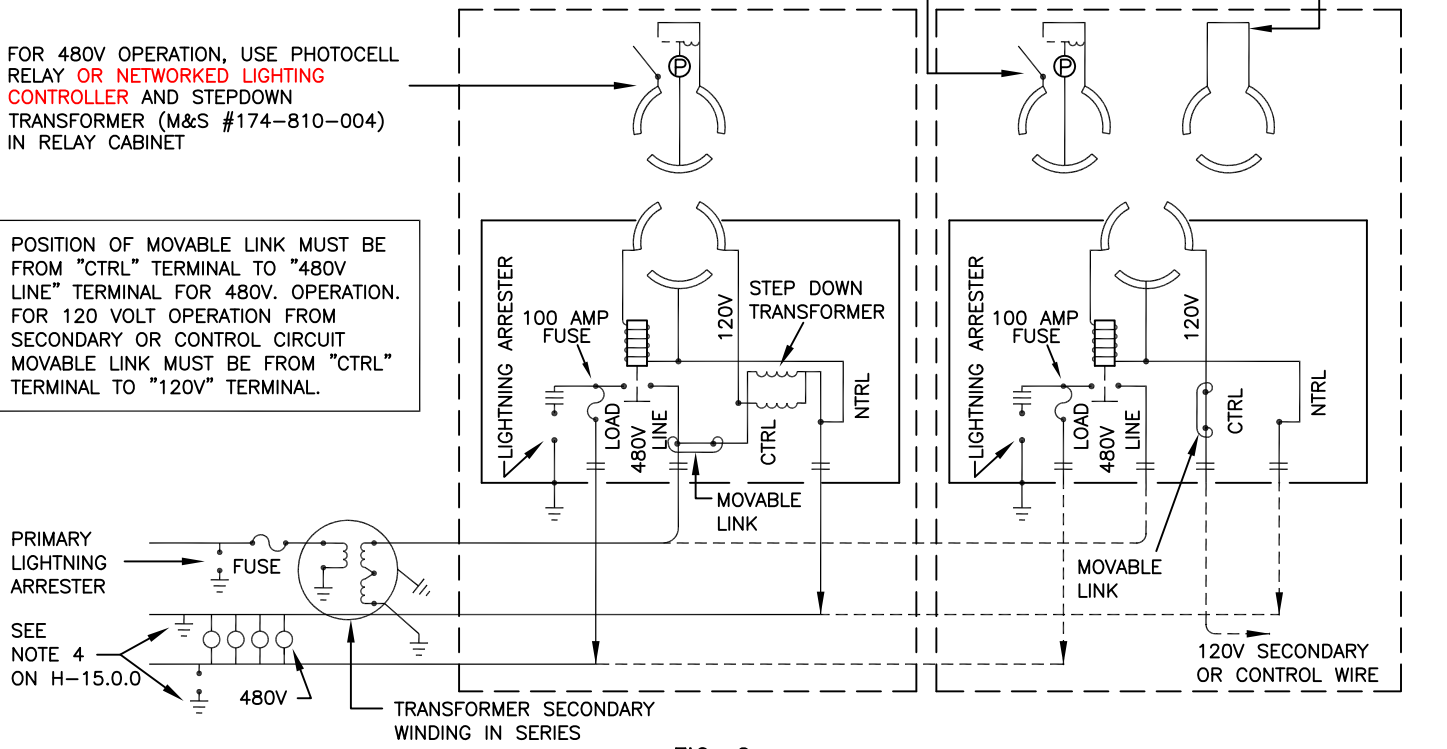 FOR 480V OPERATION, USE PHOTOCELL
RELAY OR NETWORKED LIGHTING
CONTROLLER AND STEPDOWN
TRANSFORMER (M&S #174-810-004)
IN RELAY CABINET
POSITION OF MOVABLE LINK MUST BE
FROM "CTRL" TERMINAL TO "480V
LINE" TERMINAL FOR 480V. OPERATION.
FOR 120 VOLT OPERATION FROM
SECONDARY OR CONTROL CIRCUIT
MOVABLE LINK MUST BE FROM "CTRL"
TERMINAL TO "120V" TERMINAL.
P
LIGHTNING ARRESTER
100 AMP
FUSE
120V
STEP DOWN
TRANSFORMER
LOAD
480V
LINE
CTRL
NTRL
MOVABLE
LINK
P
LIGHTNING ARRESTER
100 AMP
FUSE
120V
LOAD
480V
LINE
CTRL
NTRL
MOVABLE
LINK
120V SECONDARY
OR CONTROL WIRE
PRIMARY
LIGHTNING
ARRESTER
FUSE
SEE
NOTE 4
ON H-15.0.0
480V
TRANSFORMER SECONDARY
WINDING IN SERIES